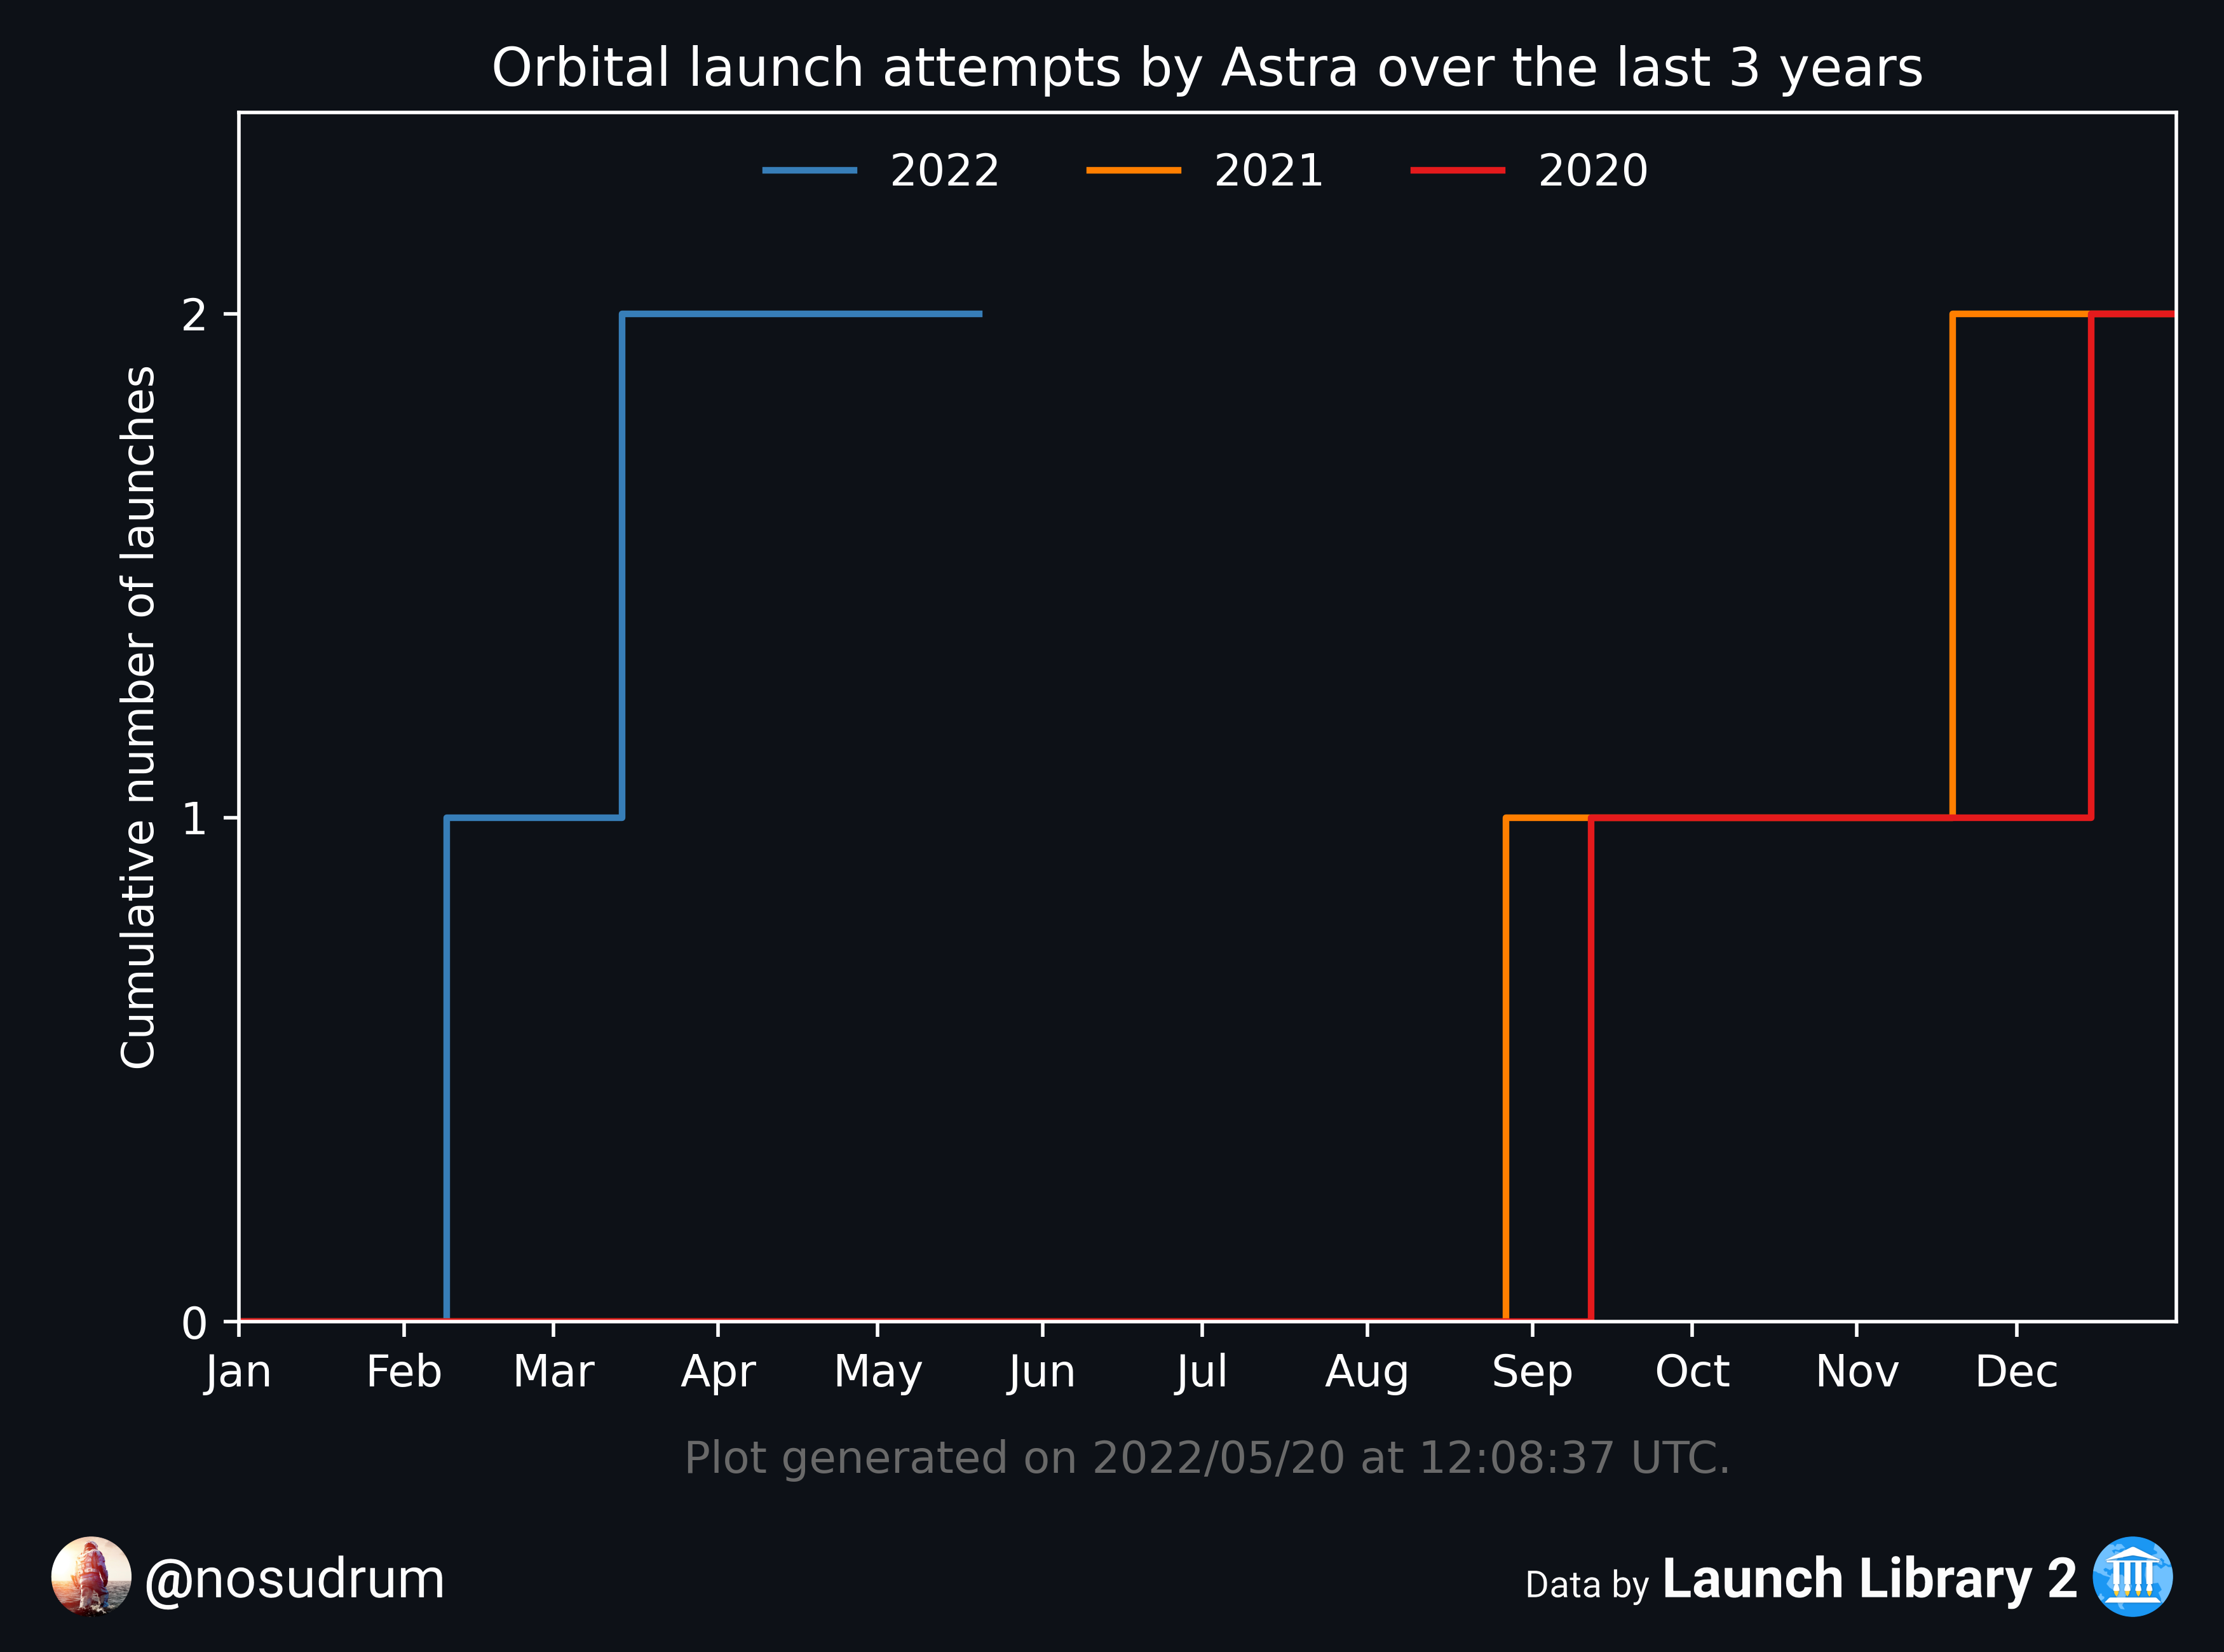 Orbital launch attempts by Astra over the last 3 years
2022 2021 2020
Cumulative number of launches
2
1
0
Jan Feb Mar Apr May Jun Jul Aug Sep Oct Nov Dec
Plot generated on 2022/05/20 at 12:08:37 UTC.
@nosudrum
Data by Launch Library 2